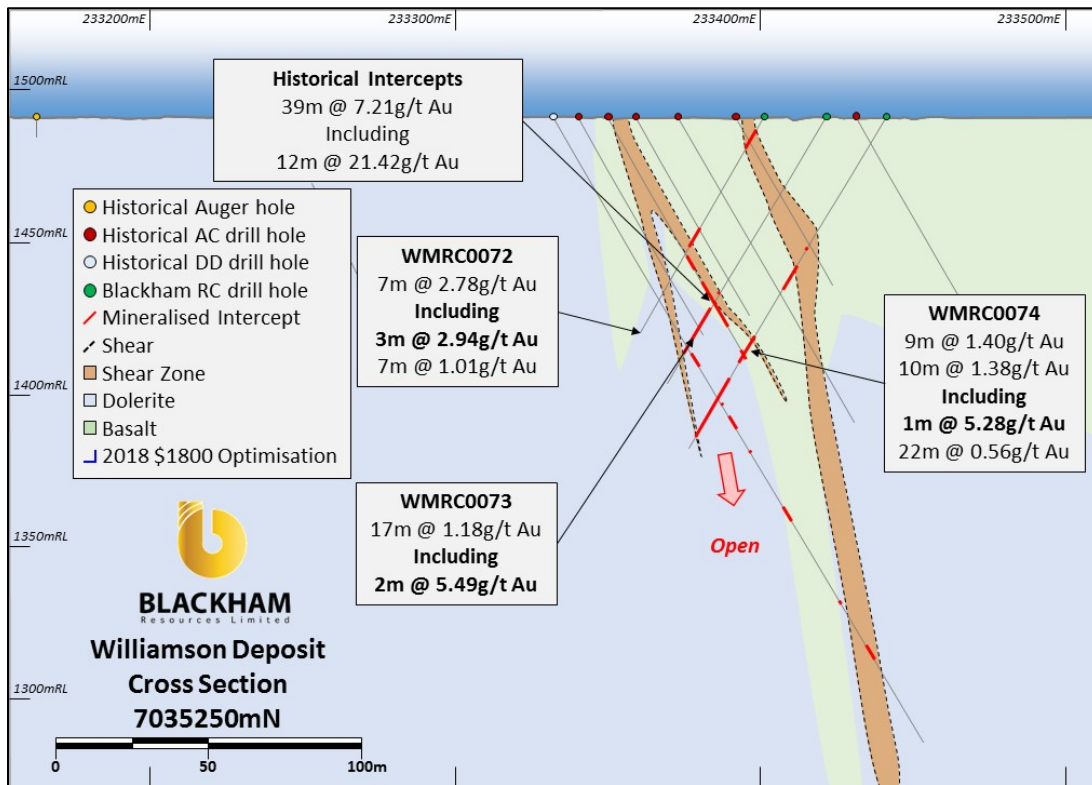 233200mE
233300mE
233400mE
233500mE
1500mRL
Historical Intercepts
39m @ 7.21g/t Au
Including
12m @ 21.42g/t Au
Historical Auger hole
Historical AC drill hole
Historical DD drill hole
Blackham RC drill hole
Mineralised Intercept
Shear
Shear Zone
Dolerite
Basalt
2018 $1800 Optimisation
1450mRL
WMRC0072
7m @ 2.78g/t Au
Including
3m @ 2.94g/t Au
7m @ 1.01g/t Au
WMRC0074
9m @ 1.40g/t Au
10m @ 1.38g/t Au
Including
1m @ 5.28g/t Au
22m @ 0.56g/t Au
1400mRL
WMRC0073
17m @ 1.18g/t Au
Including
2m @ 5.49g/t Au
Open
1350mRL
BLACKHAM
Resources Limited
Williamson Deposit
Cross Section
7035250mN
1300mRL
0
50
100m